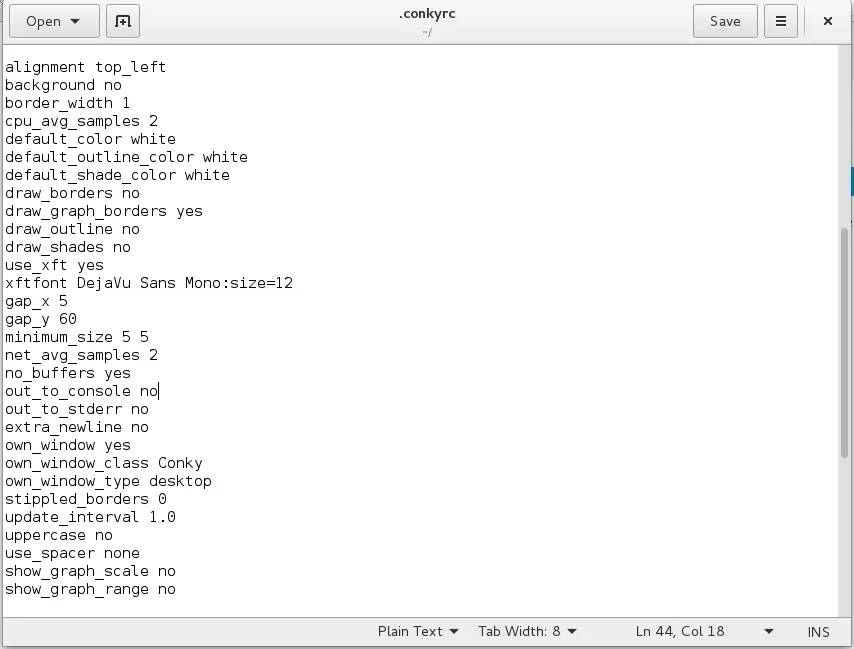 Open
.conkyrc
~/
Save
alignment top_left
background no
border_width 1
cpu_avg_samples 2
default_color white
default_outline_color white
default_shade_color white
draw_borders no
draw_graph_borders yes
draw_outline no
draw_shades no
use_xft yes
xftfont DejaVu Sans Mono:size=12
gap_x 5
gap_y 60
minimum_size 5 5
net_avg_samples 2
no_buffers yes
out_to_console no
out_to_stderr no
extra_newline no
own_window yes
own_window_class Conky
own_window_type desktop
stippled_borders 0
update_interval 1.0
uppercase no
use_spacer none
show_graph_scale no
show_graph_range no
Plain Text Tab Width: 8 Ln 44, Col 18 INS